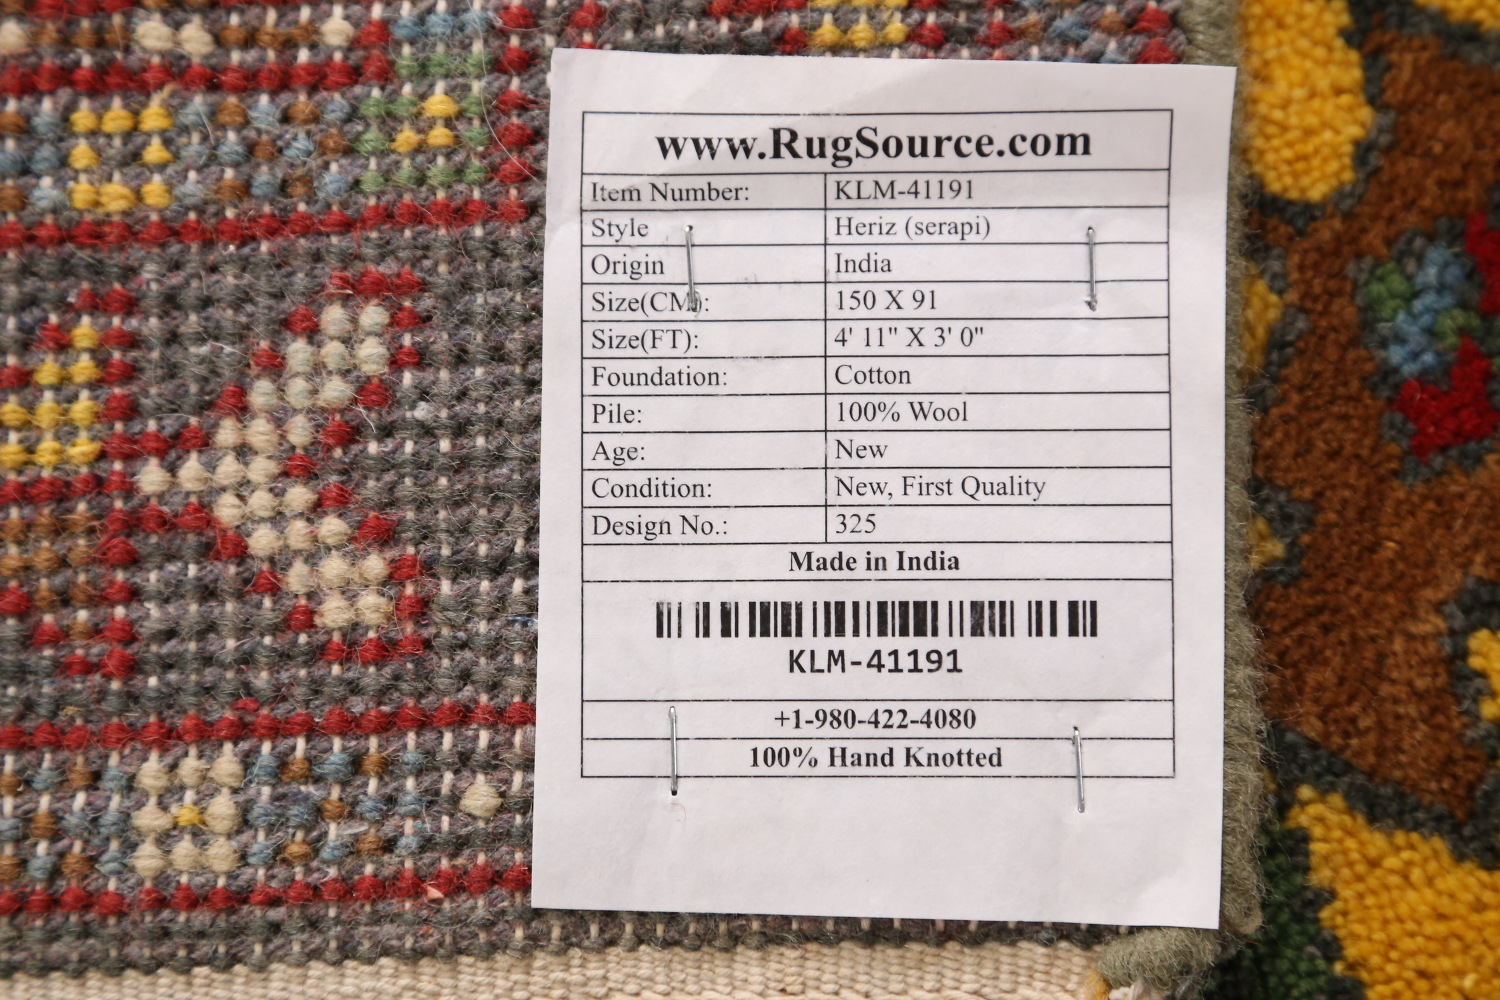 www.RugSource.com
Item Number: KLM-41191
Style Heriz (serapi)
Origin India
Size(CM): 150 X 91
Size(FT): 4' 11" X 3' 0"
Foundation: Cotton
Pile: 100% Wool
Age: New
Condition: New, First Quality
Design No.: 325
Made in India
KLM-41191
+1-980-422-4080
100% Hand Knotted